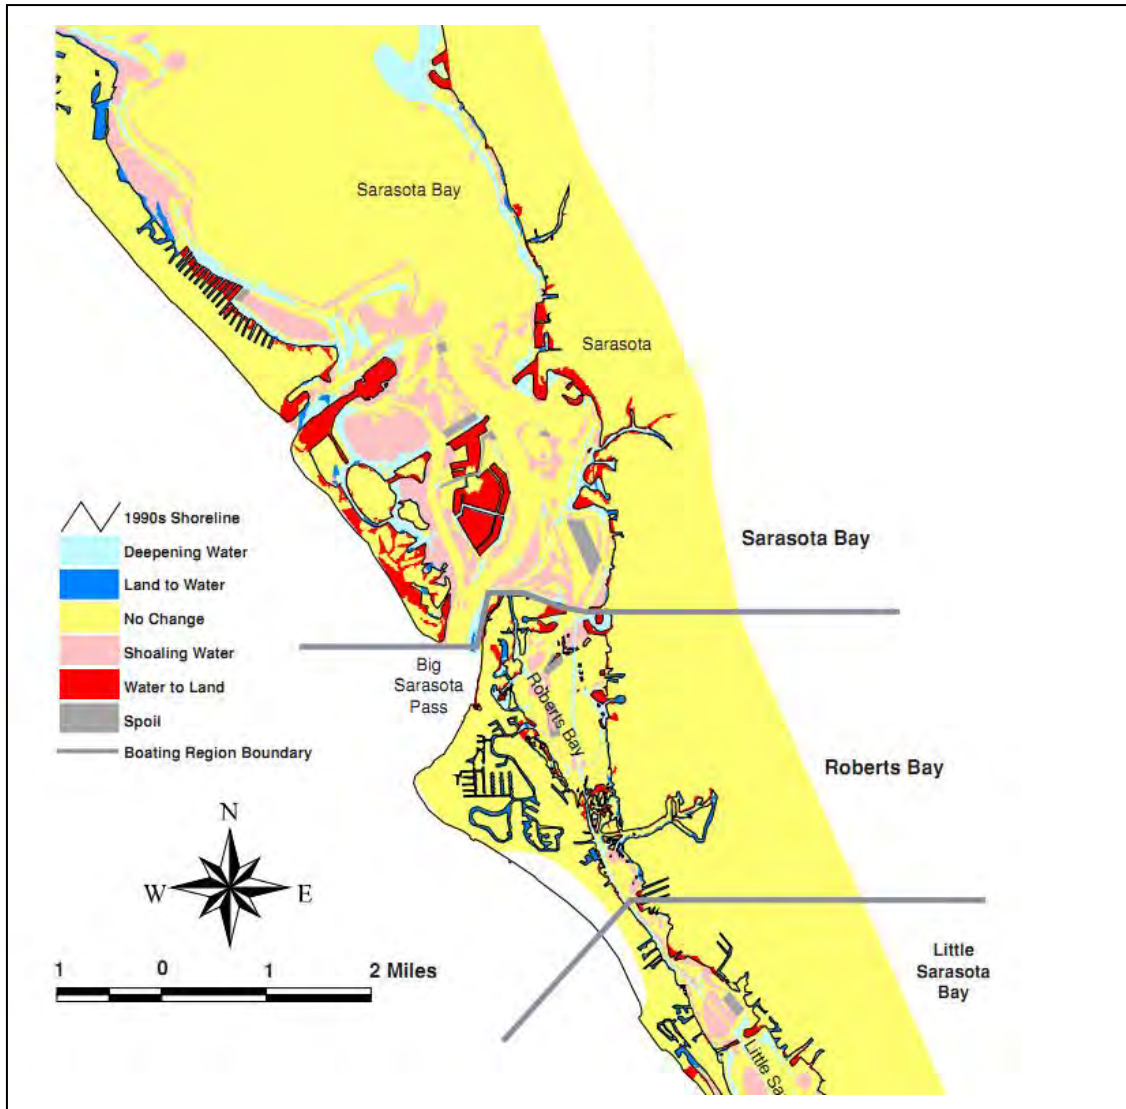 Sarasota Bay
Sarasota
1990s Shoreline
Deepening Water
Land to Water
No Change
Shoaling Water
Water to Land
Spoil
Boating Region Boundary
Sarasota Bay
Big
Sarasota
Pass
Roberts Bay
Roberts Bay
N
W
E
S
1 0 1 2 Miles
Little
Sarasota
Bay
Little Sa